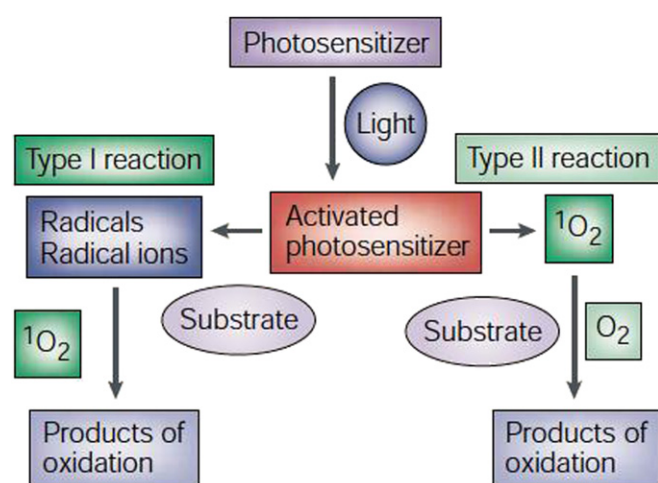 Photosensitizer
Light
Type I reaction
Type II reaction
Radicals
Radical ions
Activated
photosensitizer
¹O₂
Substrate
¹O₂
Substrate
O₂
Products of
oxidation
Products of
oxidation